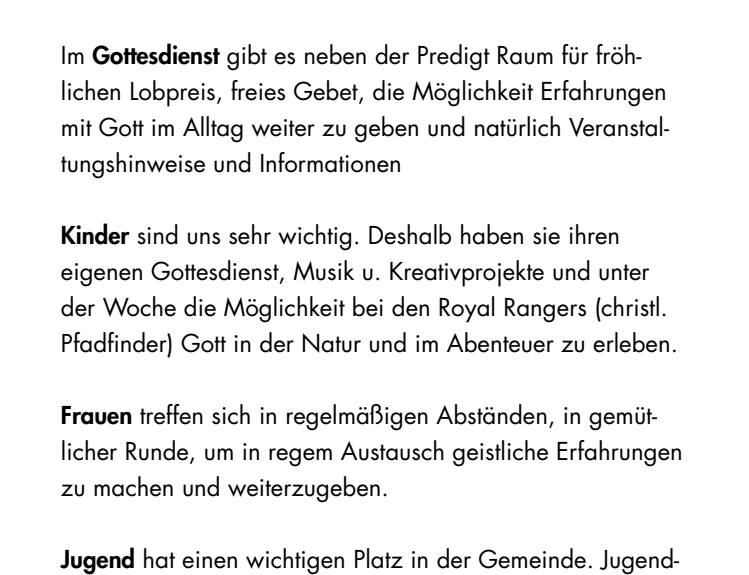 Im Gottesdienst gibt es neben der Predigt Raum für fröh-
lichen Lobpreis, freies Gebet, die Möglichkeit Erfahrungen
mit Gott im Alltag weiter zu geben und natürlich Veranstal-
tungshinweise und Informationen
Kinder sind uns sehr wichtig. Deshalb haben sie ihren
eigenen Gottesdienst, Musik u. Kreativprojekte und unter
der Woche die Möglichkeit bei den Royal Rangers (christl.
Pfadfinder) Gott in der Natur und im Abenteuer zu erleben.
Frauen treffen sich in regelmäßigen Abständen, in gemüt-
licher Runde, um in regem Austausch geistliche Erfahrungen
zu machen und weiterzugeben.
Jugend hat einen wichtigen Platz in der Gemeinde. Jugend-